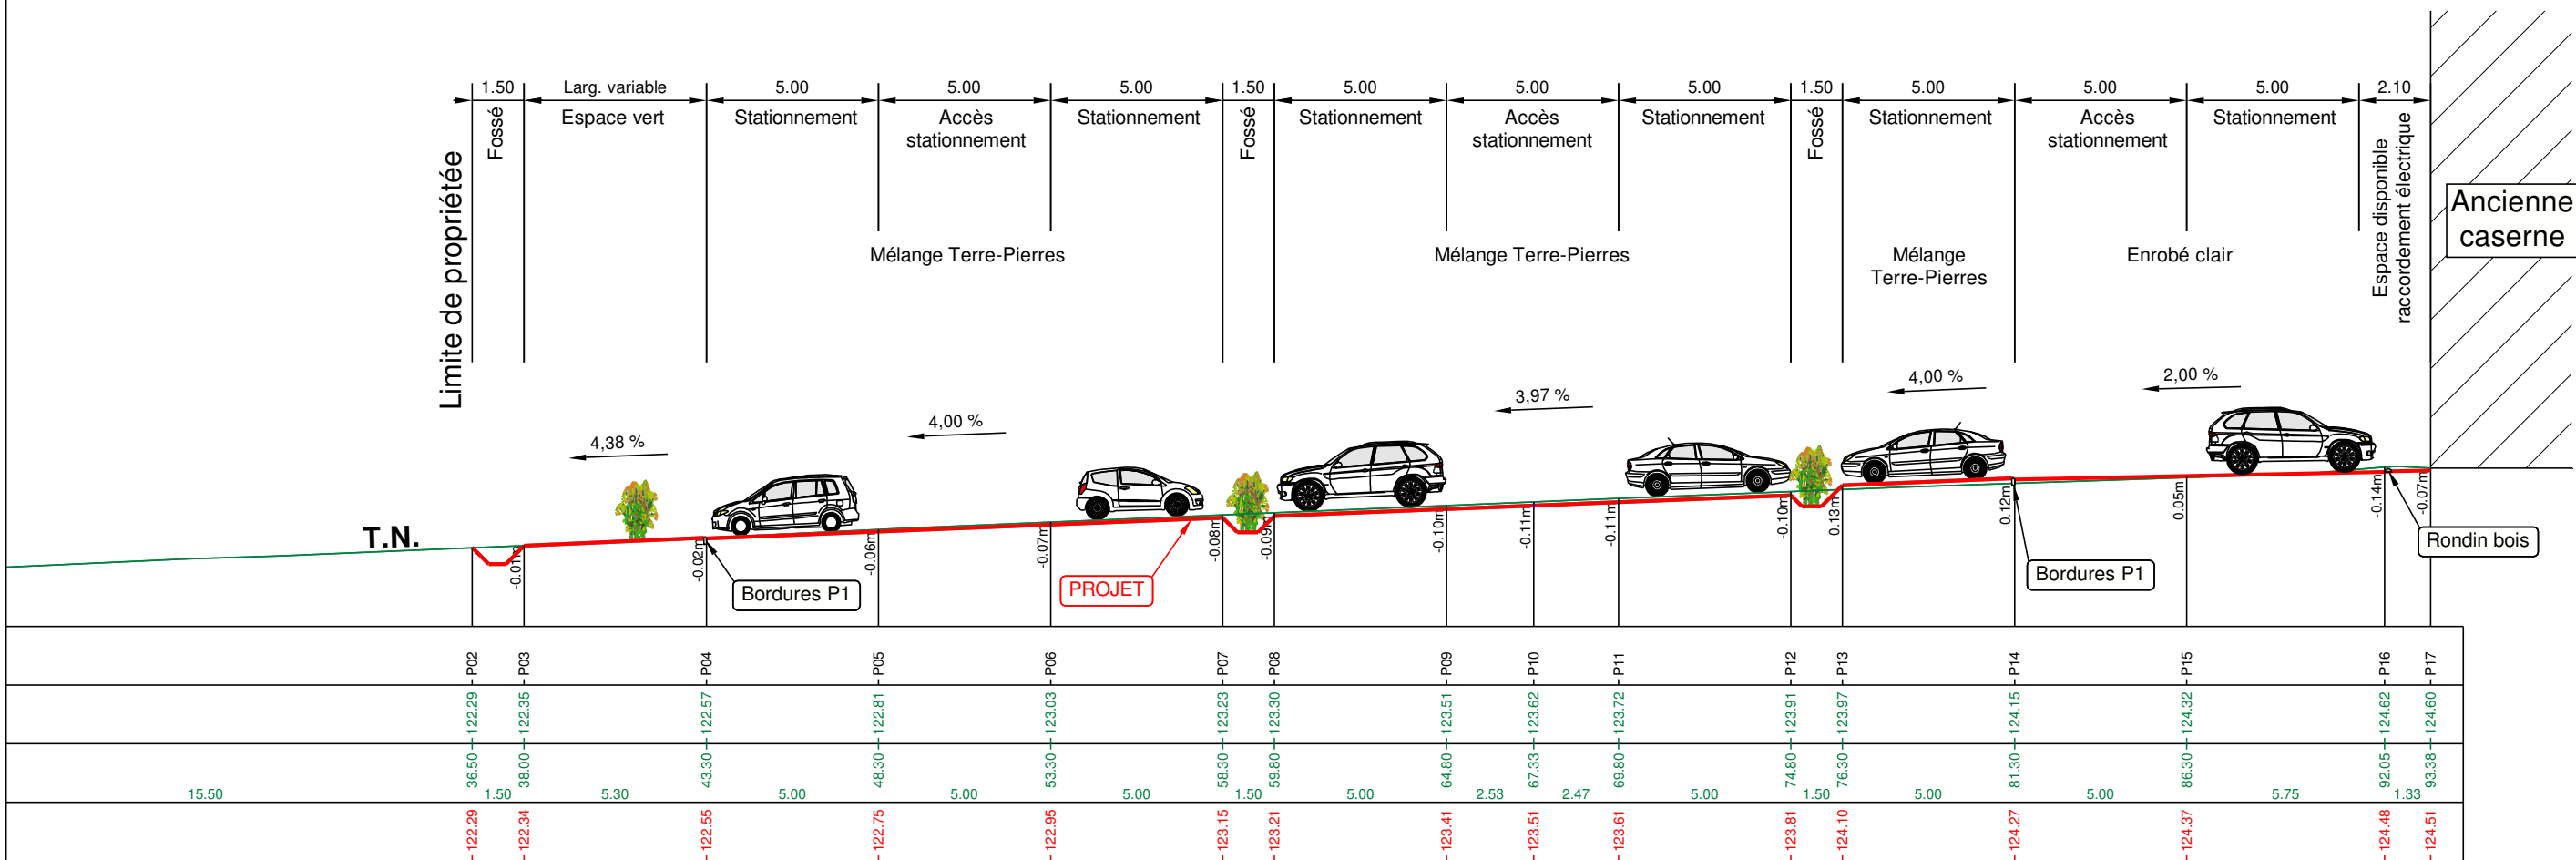 1.50 Larg. variable 5.00 5.00 5.00 1.50 5.00 5.00 5.00 1.50 5.00 5.00 5.00 2.10
Limite de propriétée
Fossé
Espace vert
Stationnement
Accès
stationnement
Stationnement
Fossé
Stationnement
Accès
stationnement
Stationnement
Fossé
Stationnement
Accès
stationnement
Stationnement
Espace disponible
raccordement électrique
Ancienne
caserne
Mélange Terre-Pierres
Mélange Terre-Pierres
Mélange
Terre-Pierres
Enrobé clair
4,38 %
4,00 %
3,97 %
4,00 %
2,00 %
T.N.
-0.01m
-0.02m
-0.06m
-0.07m
-0.08m
-0.09m
-0.10m
-0.11m
-0.11m
-0.10m
0.13m
0.12m
0.05m
-0.14m
-0.07m
Bordures P1
PROJET
Bordures P1
Rondin bois
P02 P03 P04 P05 P06 P07 P08 P09 P10 P11 P12 P13 P14 P15 P16 P17
122.29 122.35 122.57 122.81 123.03 123.23 123.30 123.51 123.62 123.72 123.91 123.97 124.15 124.32 124.62 124.60
36.50 38.00 43.30 48.30 53.30 58.30 59.80 64.80 67.33 69.80 74.80 76.30 81.30 86.30 92.05 93.38
15.50 1.50 5.30 5.00 5.00 5.00 1.50 5.00 2.53 2.47 5.00 1.50 5.00 5.00 5.75 1.33
122.29 122.34 122.55 122.75 122.95 123.15 123.21 123.41 123.51 123.61 123.81 124.10 124.27 124.37 124.48 124.51